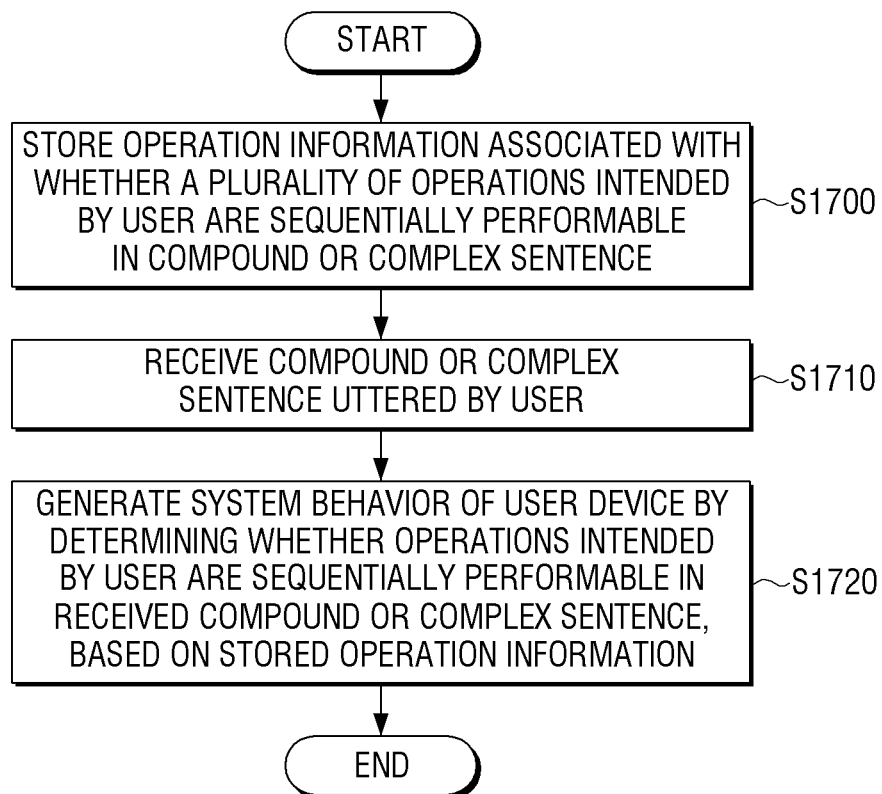 START
STORE OPERATION INFORMATION ASSOCIATED WITH
WHETHER A PLURALITY OF OPERATIONS INTENDED
BY USER ARE SEQUENTIALLY PERFORMABLE
IN COMPOUND OR COMPLEX SENTENCE
S1700
RECEIVE COMPOUND OR COMPLEX
SENTENCE UTTERED BY USER
S1710
GENERATE SYSTEM BEHAVIOR OF USER DEVICE BY
DETERMINING WHETHER OPERATIONS INTENDED
BY USER ARE SEQUENTIALLY PERFORMABLE IN
RECEIVED COMPOUND OR COMPLEX SENTENCE,
BASED ON STORED OPERATION INFORMATION
S1720
END